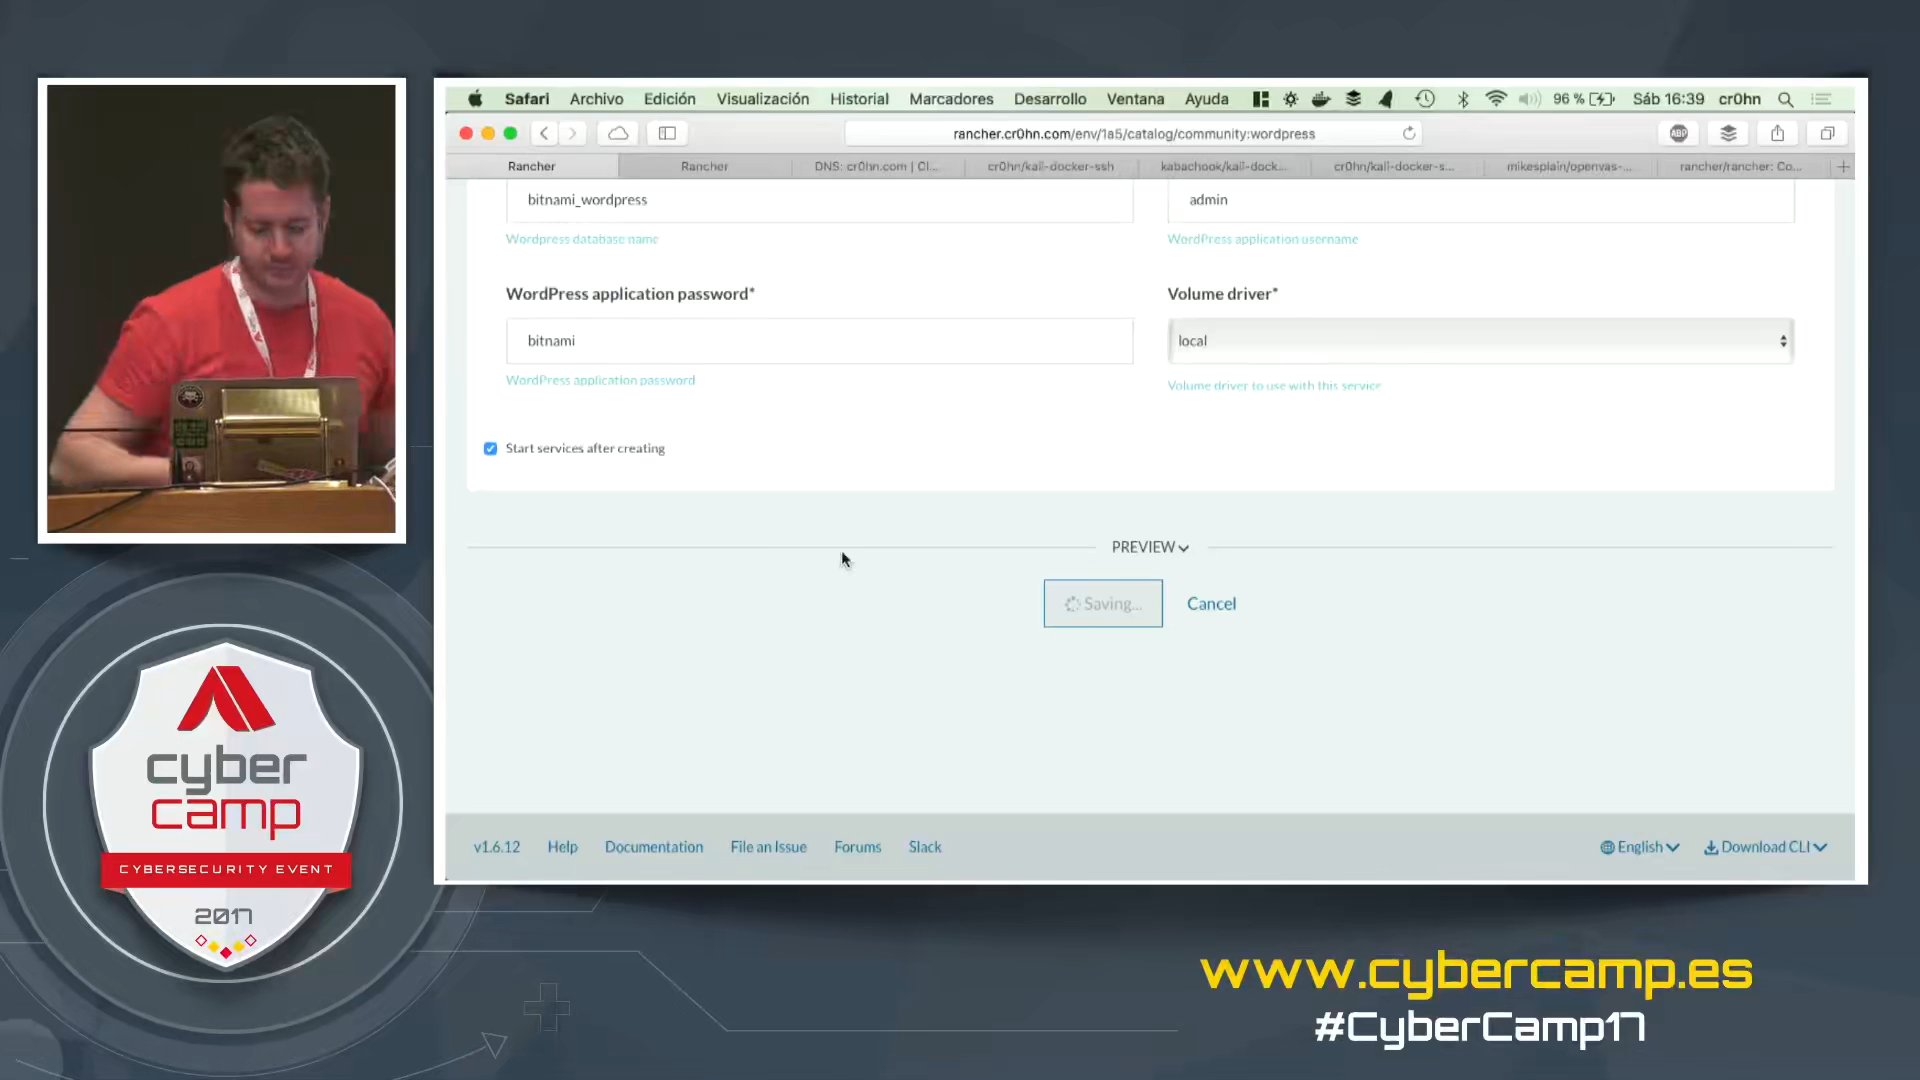 Safari Archivo Edición Visualización Historial Marcadores Desarrollo Ventana Ayuda 96 % Sáb 16:39 cr0hn
rancher.cr0hn.com/env/1a5/catalog/community:wordpress
ABP
Rancher Rancher DNS: cr0hn.com | Cl... cr0hn/kali-docker-ssh kabachook/kali-dock... cr0hn/kali-docker-s... mikesplain/openvas-... rancher/rancher: Co...
bitnami_wordpress admin
Wordpress database name WordPress application username
WordPress application password* Volume driver*
bitnami local
WordPress application password Volume driver to use with this service
Start services after creating
PREVIEW
Saving... Cancel
v1.6.12 Help Documentation File an Issue Forums Slack English Download CLI
cyber
camp
CYBERSECURITY EVENT
2017
www.cybercamp.es
#CyberCamp17